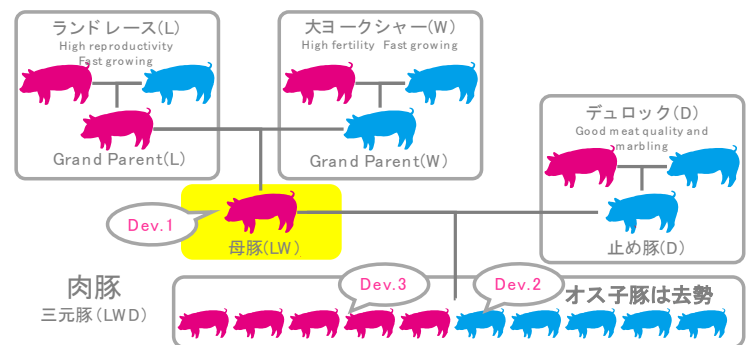 ランドレース(L)
High reproductivity
Fast growing
Grand Parent(L)
大ヨークシャー(W)
High fertility Fast growing
Grand Parent(W)
デュロック(D)
Good meat quality and
marbling
止め豚(D)
Dev.1
母豚(LW)
肉豚
三元豚(LWD)
Dev.3
Dev.2
オス子豚は去勢